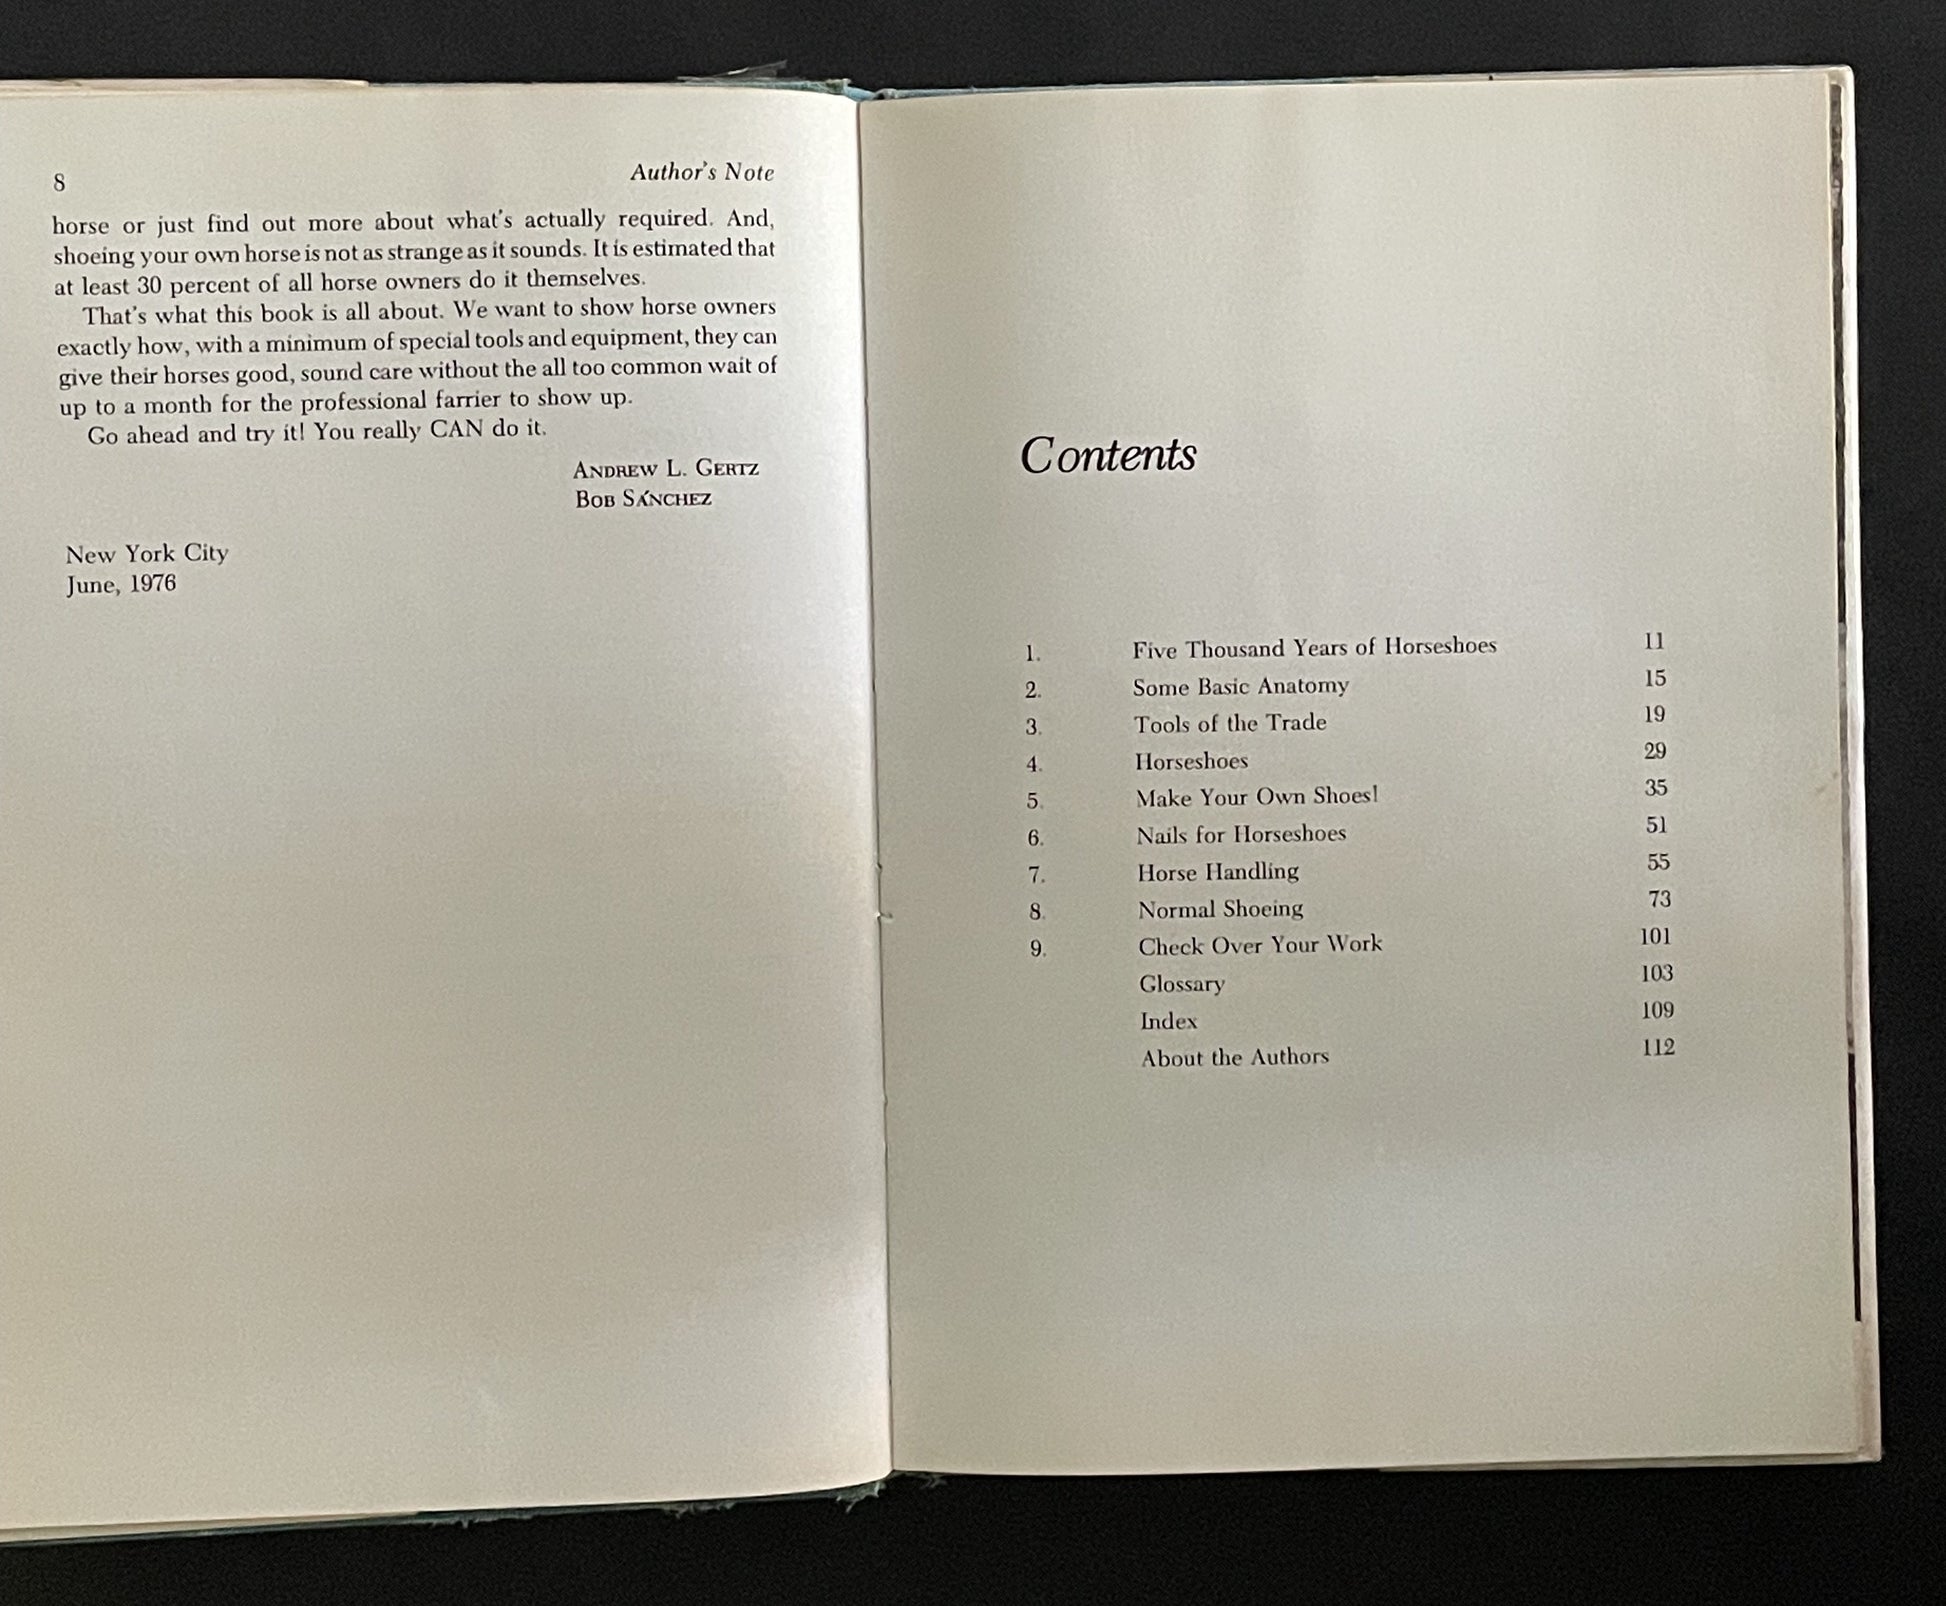 8 Author's Note
horse or just find out more about what's actually required. And,
shoeing your own horse is not as strange as it sounds. It is estimated that
at least 30 percent of all horse owners do it themselves.
That's what this book is all about. We want to show horse owners
exactly how, with a minimum of special tools and equipment, they can
give their horses good, sound care without the all too common wait of
up to a month for the professional farrier to show up.
Go ahead and try it! You really CAN do it.
ANDREW L. GERTZ
BOB SÁNCHEZ
New York City
June, 1976
Contents
1. Five Thousand Years of Horseshoes 11
2. Some Basic Anatomy 15
3. Tools of the Trade 19
4. Horseshoes 29
5. Make Your Own Shoes! 35
6. Nails for Horseshoes 51
7. Horse Handling 55
8. Normal Shoeing 73
9. Check Over Your Work 101
Glossary 103
Index 109
About the Authors 112